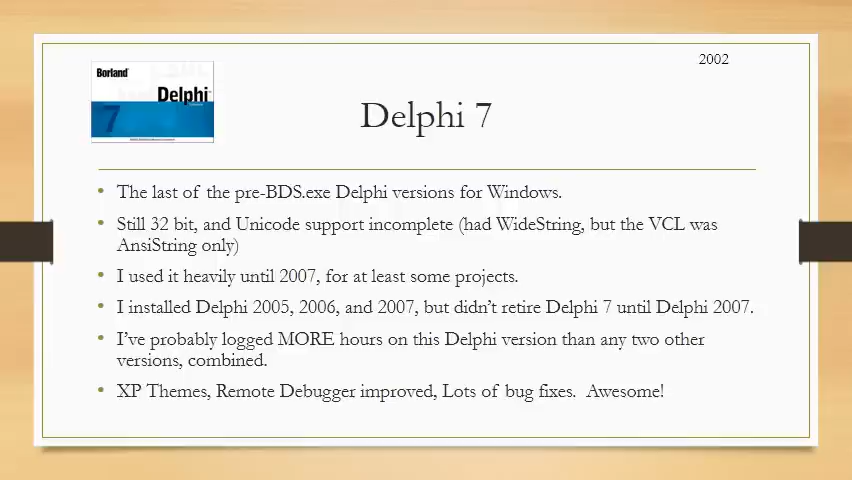 2002
Borland
Delphi
7
Delphi 7
• The last of the pre-BDS.exe Delphi versions for Windows.
• Still 32 bit, and Unicode support incomplete (had WideString, but the VCL was
AnsiString only)
• I used it heavily until 2007, for at least some projects.
• I installed Delphi 2005, 2006, and 2007, but didn’t retire Delphi 7 until Delphi 2007.
• I’ve probably logged MORE hours on this Delphi version than any two other
versions, combined.
• XP Themes, Remote Debugger improved, Lots of bug fixes.  Awesome!